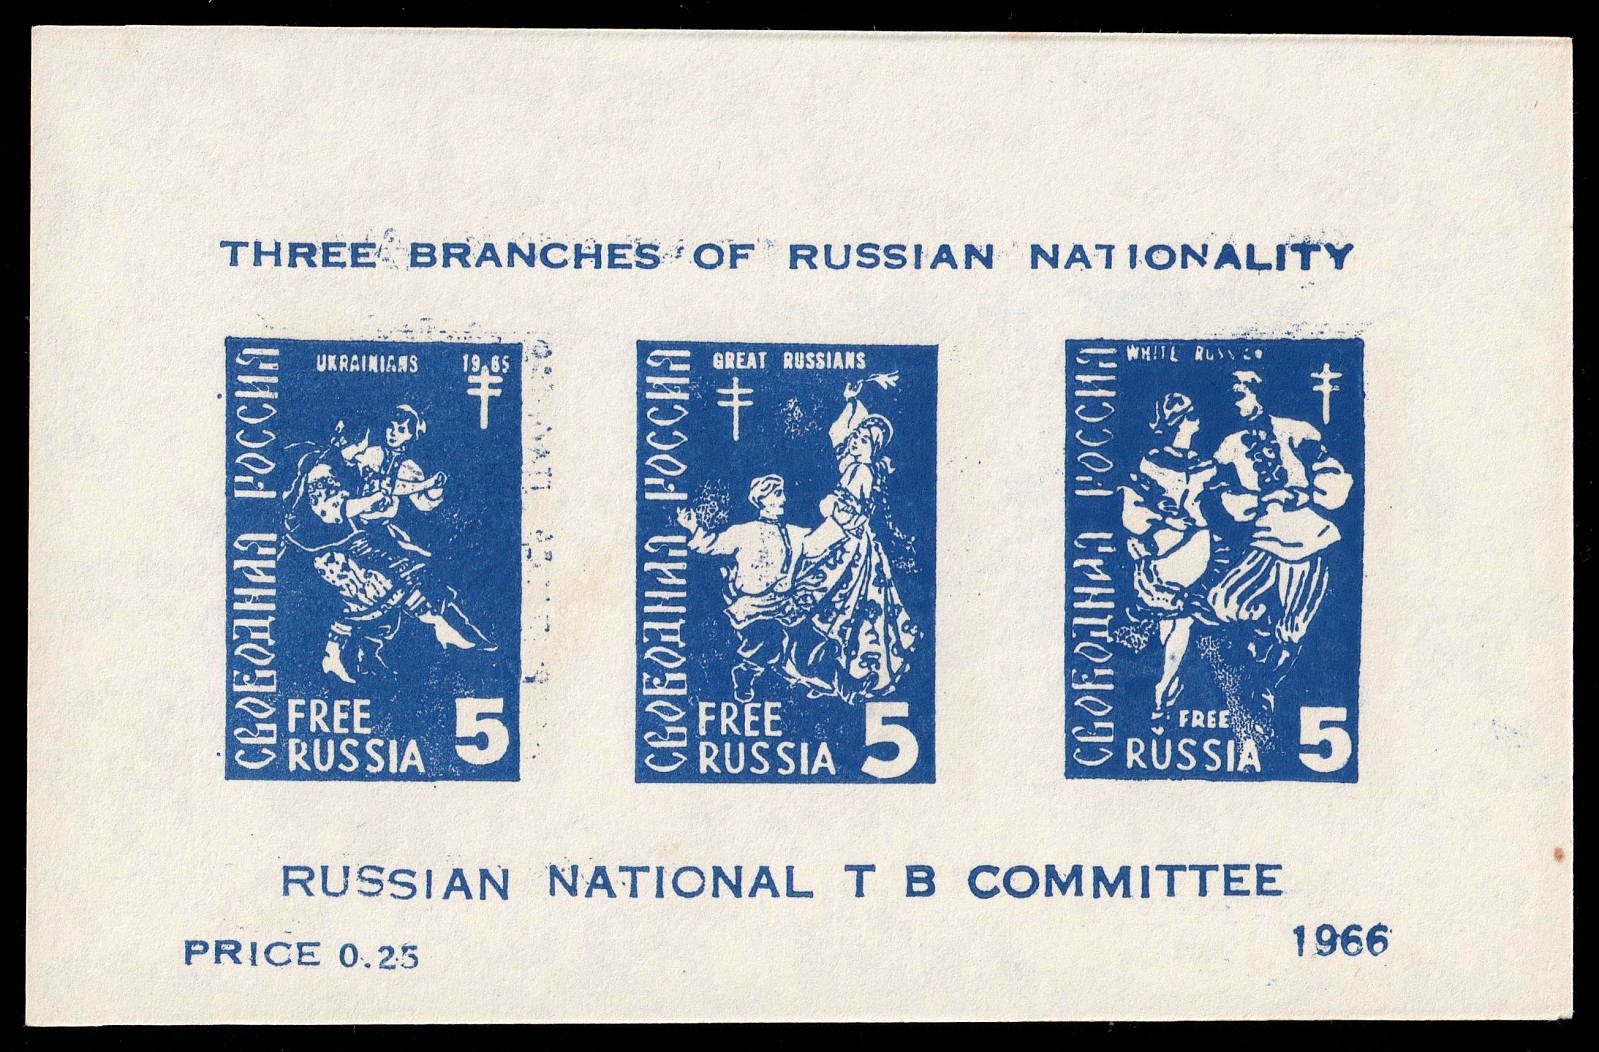 THREE BRANCHES OF RUSSIAN NATIONALITY
UKRAINIANS 1965
СВОБОДНАЯ РОССИЯ
FREE
RUSSIA
5
GREAT RUSSIANS
СВОБОДНАЯ РОССИЯ
FREE
RUSSIA
5
WHITE
СВОБОДНАЯ РОССИЯ
FREE
RUSSIA
5
RUSSIAN NATIONAL T B COMMITTEE
PRICE 0.25
1966